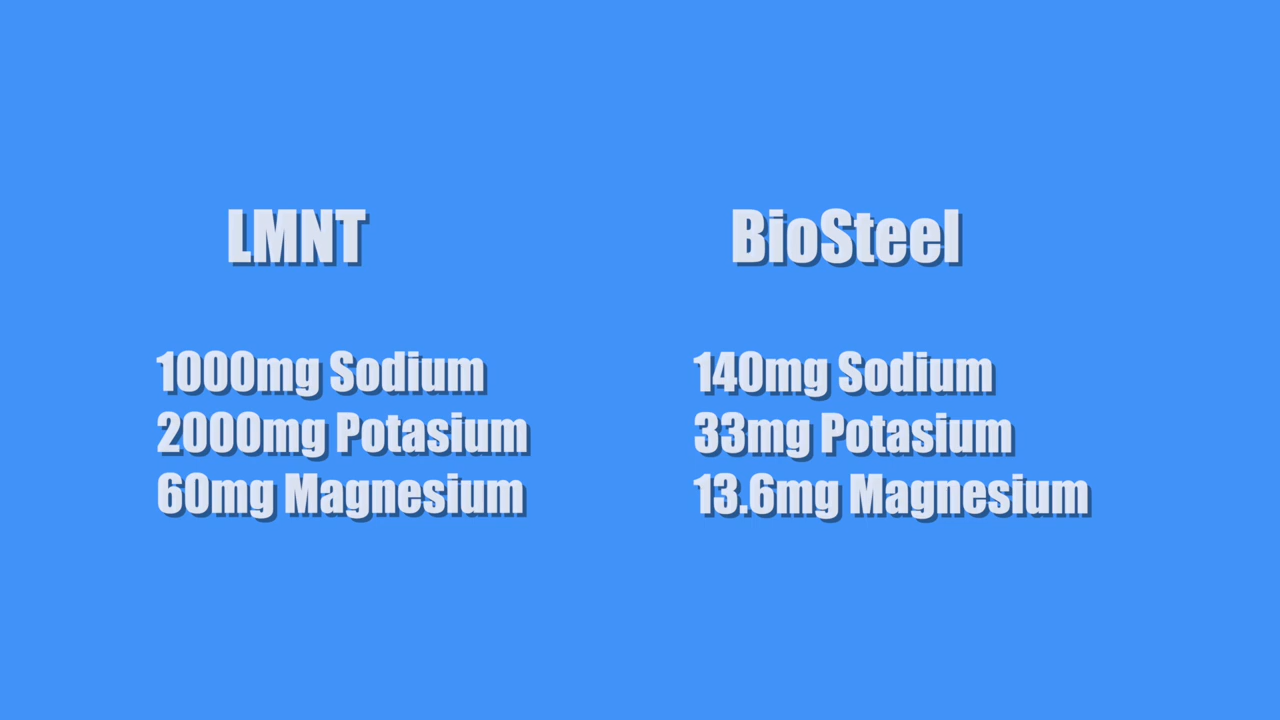 LMNT
1000mg Sodium
2000mg Potasium
60mg Magnesium
BioSteel
140mg Sodium
33mg Potasium
13.6mg Magnesium